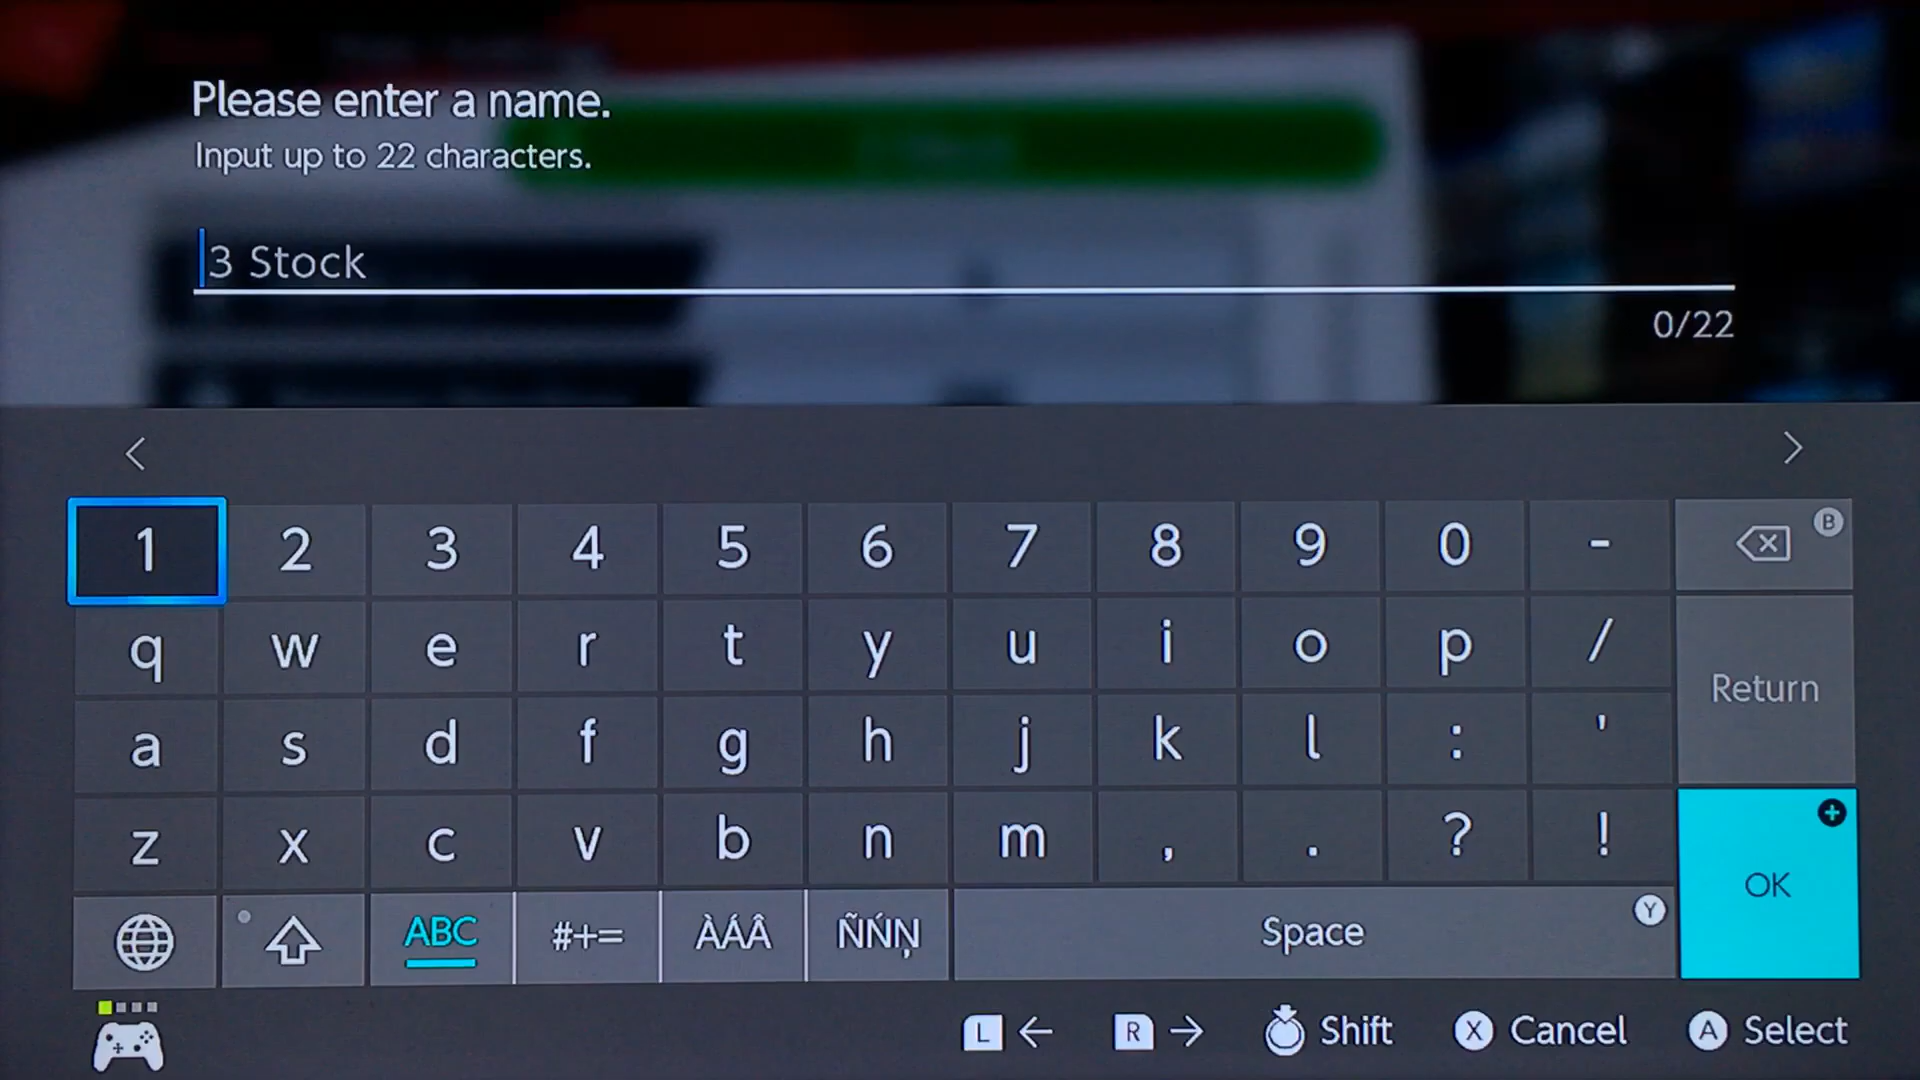 Please enter a name.
Input up to 22 characters.
3 Stock
0/22
1 2 3 4 5 6 7 8 9 0 - B
q w e r t y u i o p /
Return
a s d f g h j k l : '
z x c v b n m , . ? !
OK
ABC #+= ÀÁÂ ÑŃŅ Space Y
L ← R → Shift X Cancel A Select